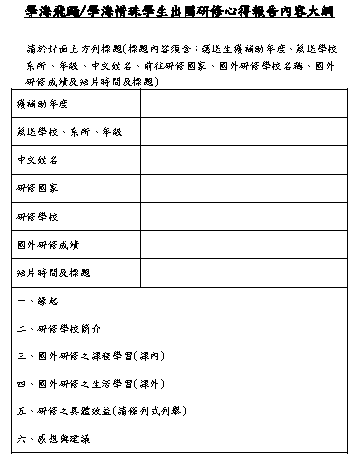 學海飛颺/學海惜珠學生出國研修心得報告內容大綱
請於封面上方列標題(標題內容須含：選送生獲補助年度、薦送學校
系所、年級、中文姓名、前往研修國家、國外研修學校名稱、國外
研修成績及短片時間及標題)
獲補助年度
薦送學校、系所、年級
中文姓名
研修國家
研修學校
國外研修成績
短片時間及標題
一、緣起
二、研修學校簡介
三、國外研修之課程學習(課內)
四、國外研修之生活學習(課外)
五、研修之具體效益(請條列式列舉)
六、感想與建議